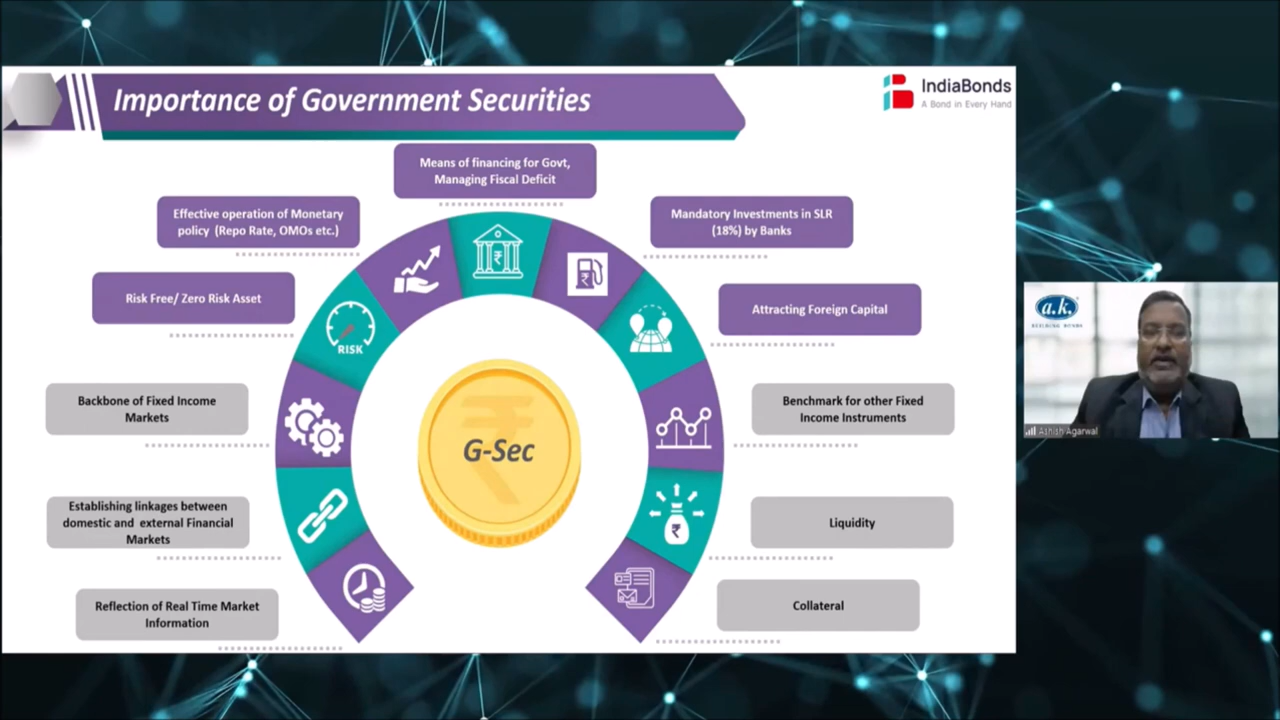 Importance of Government Securities
IndiaBonds
A Bond in Every Hand
Means of financing for Govt,
Managing Fiscal Deficit
Effective operation of Monetary
policy (Repo Rate, OMOs etc.)
Mandatory Investments in SLR
(18%) by Banks
Risk Free/ Zero Risk Asset
Attracting Foreign Capital
₹
₹
RISK
Backbone of Fixed Income
Markets
Benchmark for other Fixed
Income Instruments
G-Sec
Establishing linkages between
domestic and external Financial
Markets
Liquidity
₹
Reflection of Real Time Market
Information
Collateral
a.k.
BUILDING BONDS
Ashish Agarwal